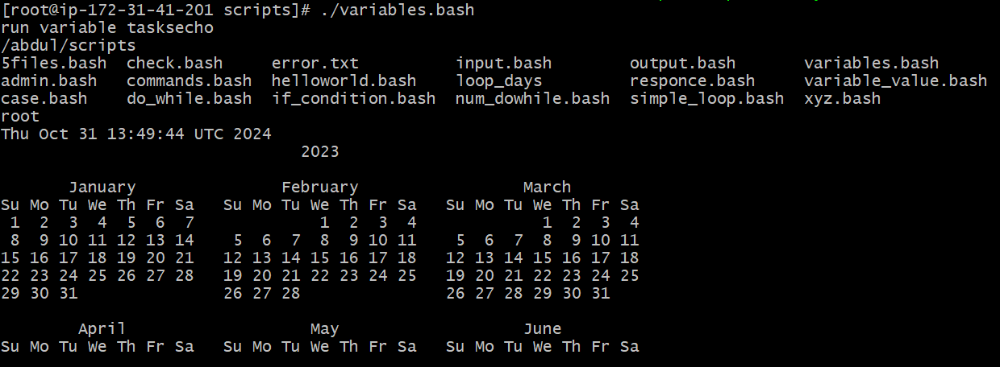 [root@ip-172-31-41-201 scripts]# ./variables.bash
run variable tasksecho
/abdul/scripts
5files.bash  check.bash     error.txt          input.bash        output.bash       variables.bash
admin.bash   commands.bash  helloworld.bash    loop_days         responce.bash     variable_value.bash
case.bash    do_while.bash  if_condition.bash  num_dowhile.bash  simple_loop.bash  xyz.bash
root
Thu Oct 31 13:49:44 UTC 2024
                               2023

       January               February                 March
Su Mo Tu We Th Fr Sa   Su Mo Tu We Th Fr Sa   Su Mo Tu We Th Fr Sa
 1  2  3  4  5  6  7             1  2  3  4             1  2  3  4
 8  9 10 11 12 13 14    5  6  7  8  9 10 11    5  6  7  8  9 10 11
15 16 17 18 19 20 21   12 13 14 15 16 17 18   12 13 14 15 16 17 18
22 23 24 25 26 27 28   19 20 21 22 23 24 25   19 20 21 22 23 24 25
29 30 31               26 27 28               26 27 28 29 30 31

        April                   May                   June
Su Mo Tu We Th Fr Sa   Su Mo Tu We Th Fr Sa   Su Mo Tu We Th Fr Sa